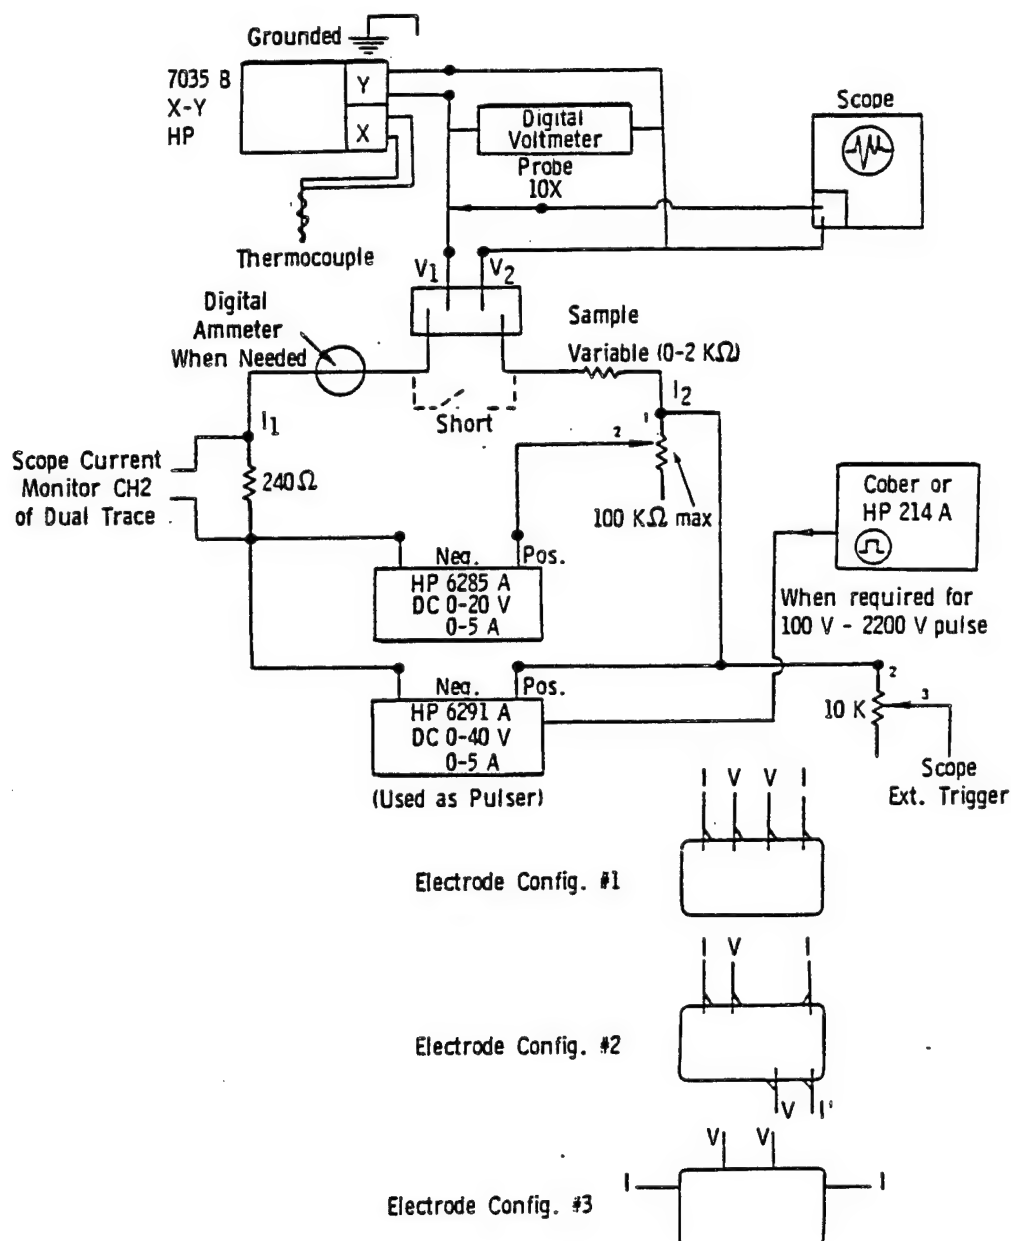 Grounded
7035 B
X-Y
HP
Y
X
Thermocouple
Digital
Voltmeter
Probe
10X
Scope
V1
V2
Digital
Ammeter
When Needed
Sample
Variable (0-2 KΩ)
Short
I1
I2
1
2
Scope Current
Monitor CH2
of Dual Trace
240Ω
100 KΩ max
Neg.
Pos.
HP 6285 A
DC 0-20 V
0-5 A
Cober or
HP 214 A
When required for
100 V - 2200 V pulse
Neg.
Pos.
HP 6291 A
DC 0-40 V
0-5 A
(Used as Pulser)
2
3
10 K
Scope
Ext. Trigger
I V V I
Electrode Config. #1
I V I
Electrode Config. #2
V I'
V V
I I
Electrode Config. #3